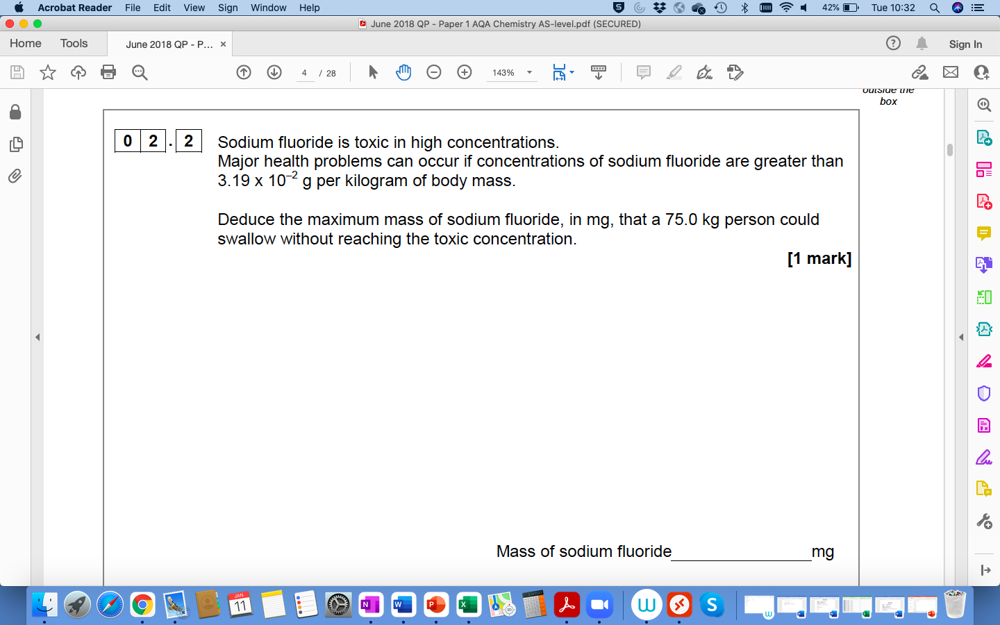 Acrobat Reader File Edit View Sign Window Help 42% Tue 10:32
June 2018 QP - Paper 1 AQA Chemistry AS-level.pdf (SECURED)
Home Tools June 2018 QP - P... × Sign In
4 / 28 143%
outside the
box
0 2 . 2 Sodium fluoride is toxic in high concentrations.
Major health problems can occur if concentrations of sodium fluoride are greater than
3.19 x 10⁻² g per kilogram of body mass.
Deduce the maximum mass of sodium fluoride, in mg, that a 75.0 kg person could
swallow without reaching the toxic concentration.
[1 mark]
Mass of sodium fluoride mg
JAN
11